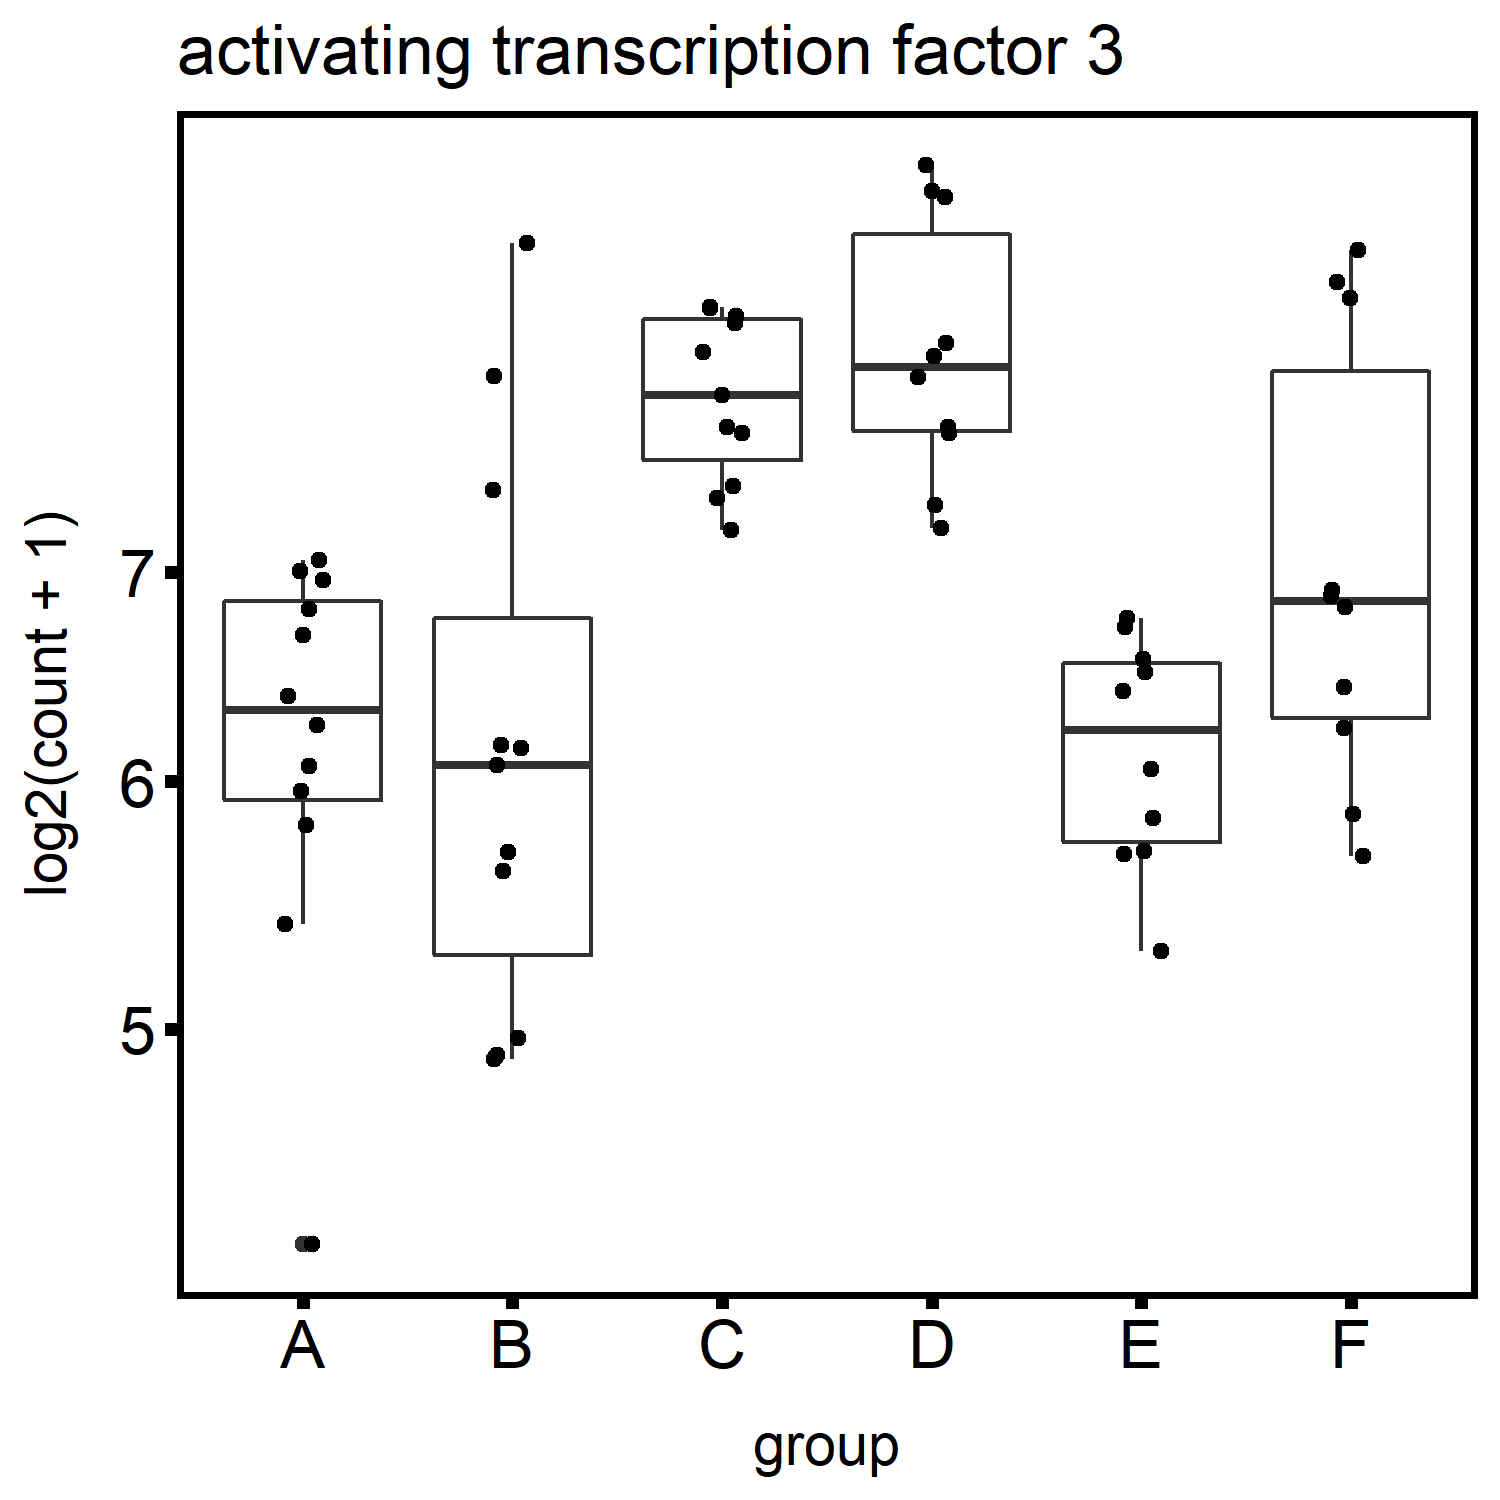 activating transcription factor 3
log2(count + 1)
7
6
5
A B C D E F
group